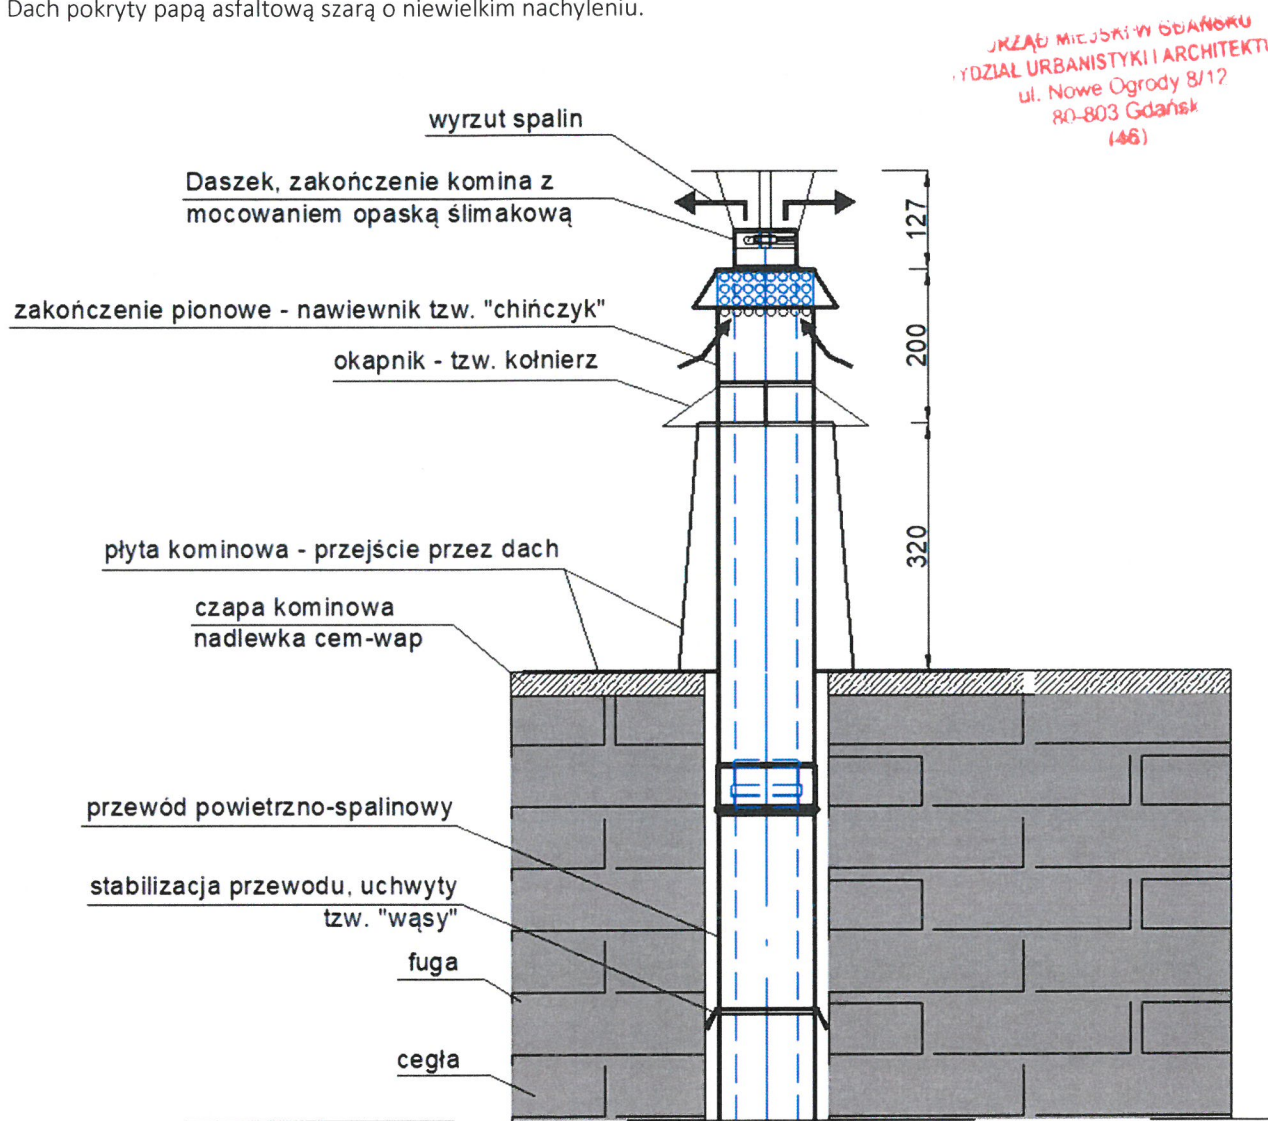 Dach pokryty papą asfaltową szarą o niewielkim nachyleniu.
URZĄD MIEJSKI W GDAŃSKU
WYDZIAŁ URBANISTYKI I ARCHITEKTU
ul. Nowe Ogrody 8/12
80-803 Gdańsk
(46)
wyrzut spalin
Daszek, zakończenie komina z
mocowaniem opaską ślimakową
127
zakończenie pionowe - nawiewnik tzw. "chińczyk"
200
okapnik - tzw. kołnierz
320
płyta kominowa - przejście przez dach
czapa kominowa
nadlewka cem-wap
przewód powietrzno-spalinowy
stabilizacja przewodu, uchwyty
tzw. "wąsy"
fuga
cegła